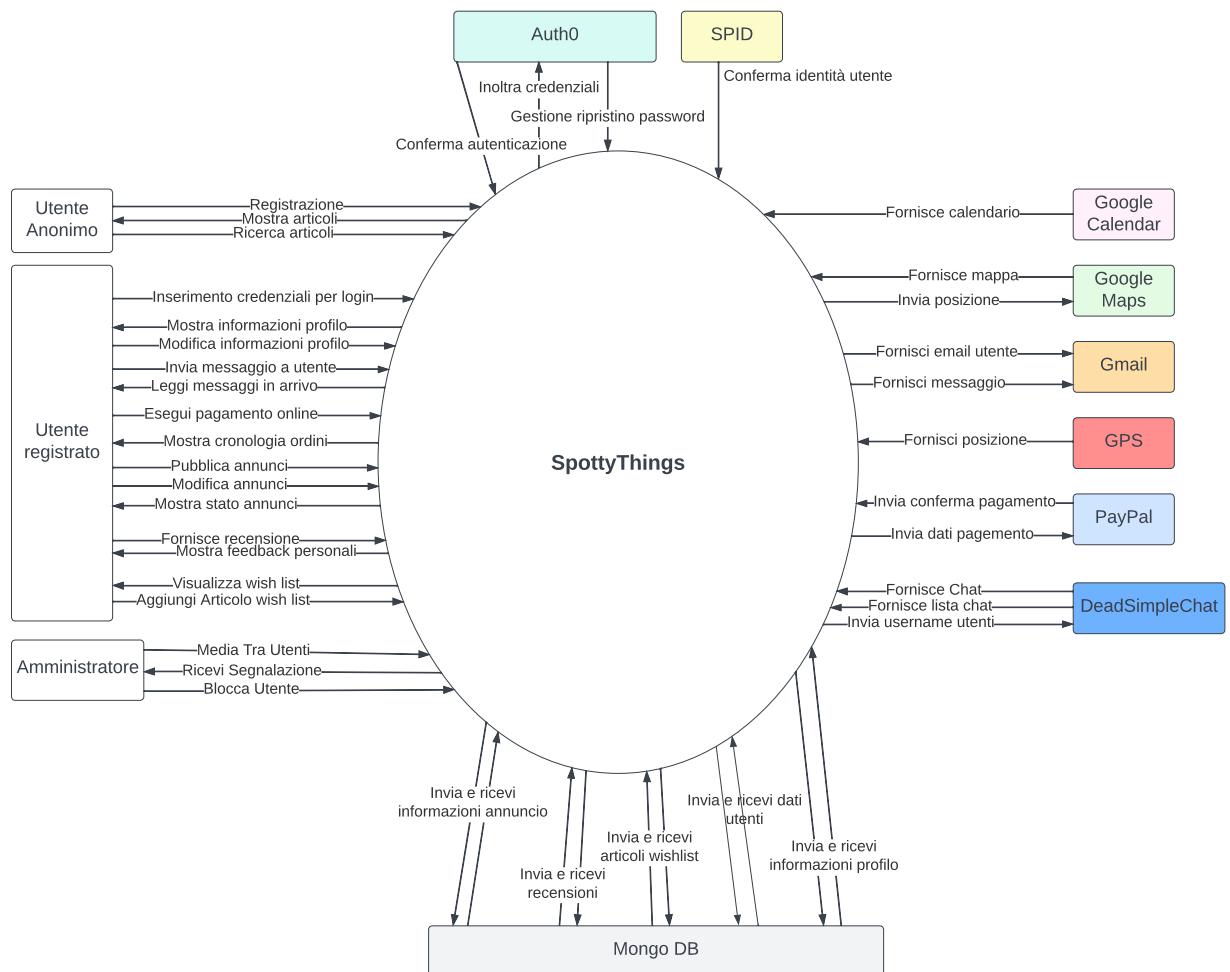 Auth0
SPID
Conferma identità utente
Inoltra credenziali
Gestione ripristino password
Conferma autenticazione
Utente
Anonimo
Registrazione
Mostra articoli
Ricerca articoli
Utente
registrato
Inserimento credenziali per login
Mostra informazioni profilo
Modifica informazioni profilo
Invia messaggio a utente
Leggi messaggi in arrivo
Esegui pagamento online
Mostra cronologia ordini
Pubblica annunci
Modifica annunci
Mostra stato annunci
Fornisce recensione
Mostra feedback personali
Visualizza wish list
Aggiungi Articolo wish list
Amministratore
Media Tra Utenti
Ricevi Segnalazione
Blocca Utente
SpottyThings
Fornisce calendario
Google
Calendar
Fornisce mappa
Invia posizione
Google
Maps
Fornisci email utente
Fornisci messaggio
Gmail
Fornisci posizione
GPS
Invia conferma pagamento
Invia dati pagemento
PayPal
Fornisce Chat
Fornisce lista chat
Invia username utenti
DeadSimpleChat
Invia e ricevi
informazioni annuncio
Invia e ricevi
recensioni
Invia e ricevi
articoli wishlist
Invia e ricevi dati
utenti
Invia e ricevi
informazioni profilo
Mongo DB